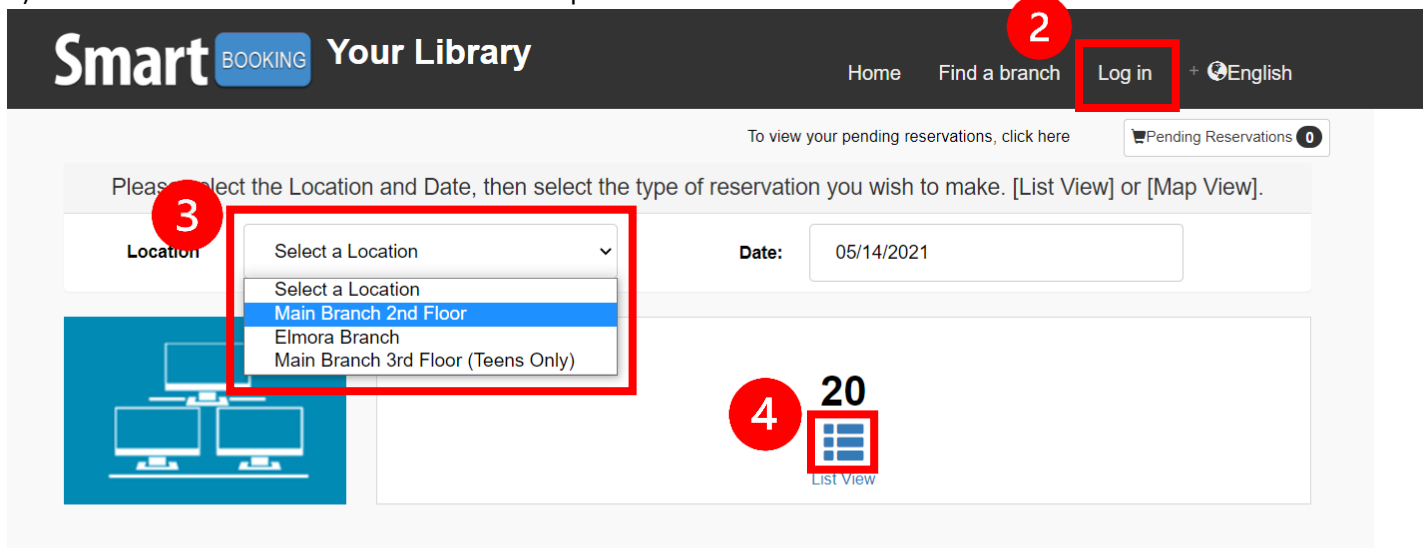 2
Smart BOOKING Your Library
Home Find a branch Log in + English
To view your pending reservations, click here Pending Reservations 0
Please select the Location and Date, then select the type of reservation you wish to make. [List View] or [Map View].
3
Location Select a Location Date: 05/14/2021
Select a Location
Main Branch 2nd Floor
Elmora Branch
Main Branch 3rd Floor (Teens Only)
20
4
List View